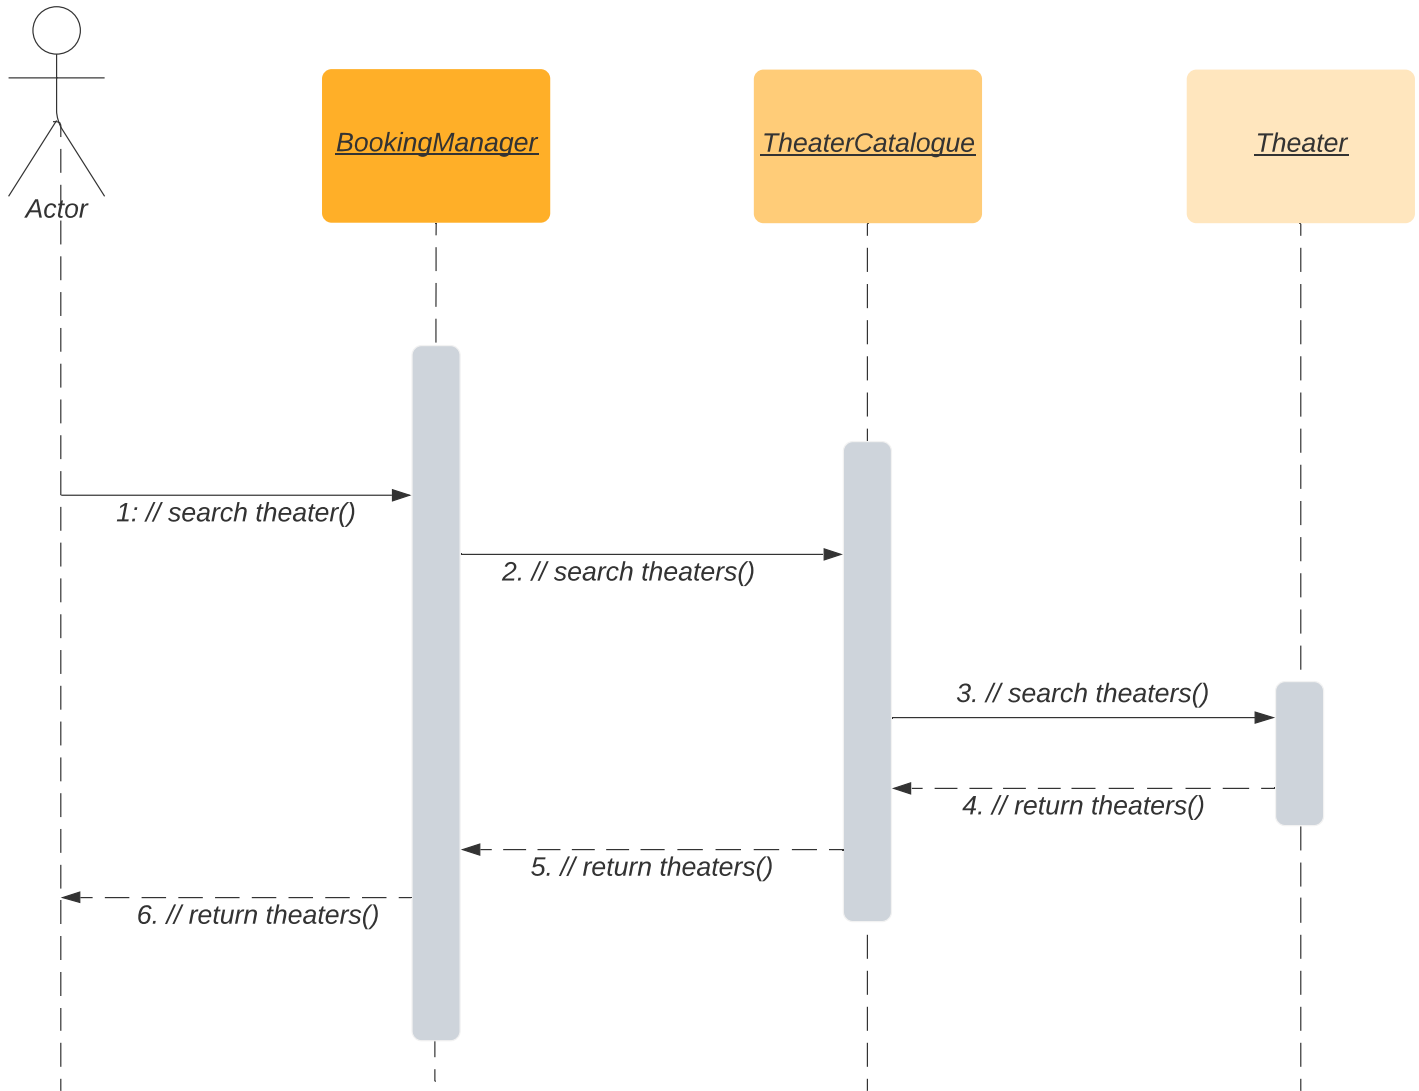 BookingManager
TheaterCatalogue
Theater
Actor
1: // search theater()
2. // search theaters()
3. // search theaters()
4. // return theaters()
5. // return theaters()
6. // return theaters()